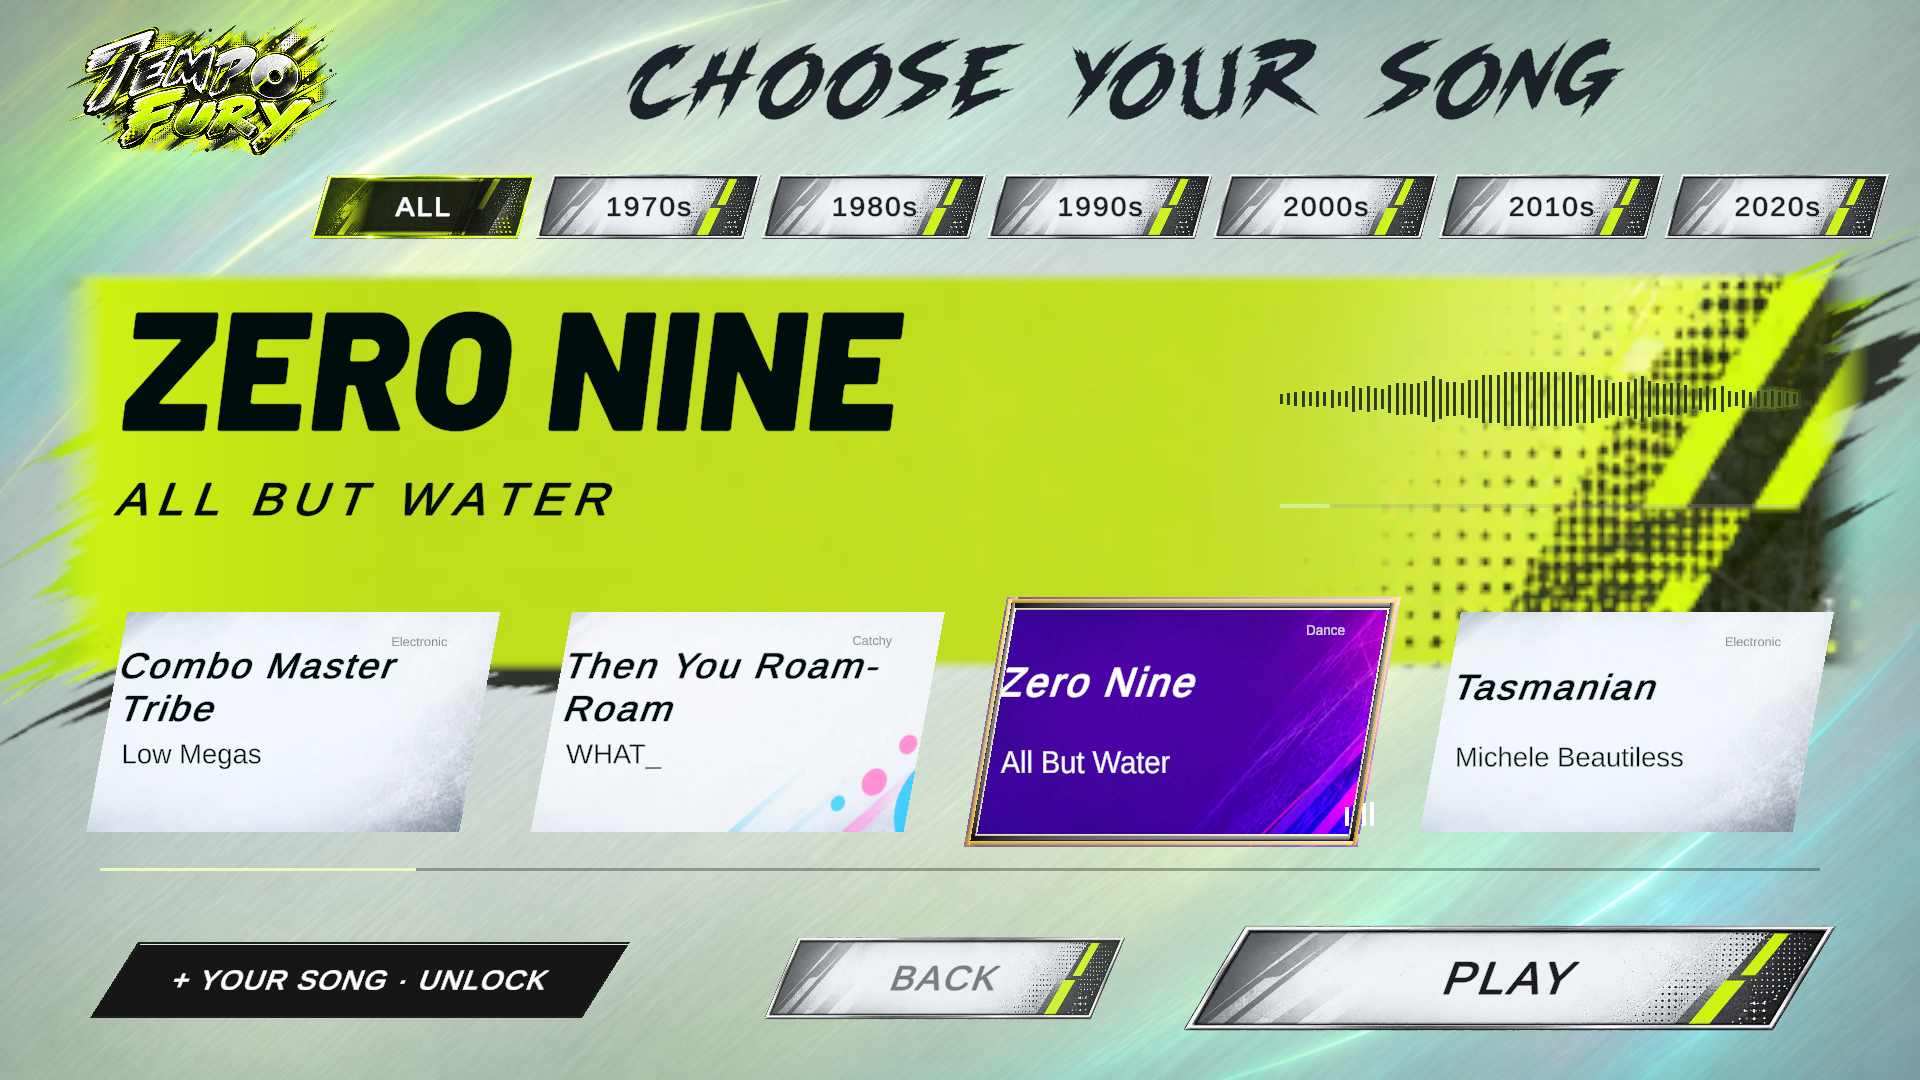 TEMPO
FURY
CHOOSE YOUR SONG
ALL
1970s
1980s
1990s
2000s
2010s
2020s
ZERO NINE
ALL BUT WATER
Electronic
Combo Master
Tribe
Low Megas
Catchy
Then You Roam-
Roam
WHAT_
Dance
Zero Nine
All But Water
Electronic
Tasmanian
Michele Beautiless
+ YOUR SONG · UNLOCK
BACK
PLAY